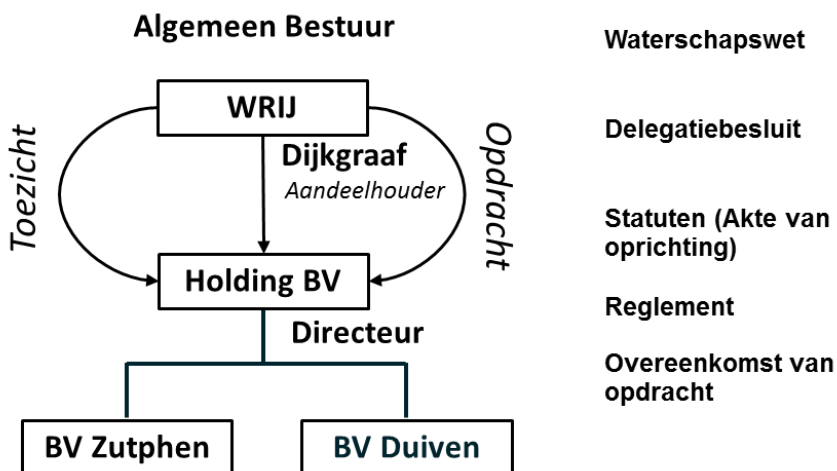 Algemeen Bestuur
WRIJ
Toezicht
Dijkgraaf
Aandeelhouder
Opdracht
Holding BV
Directeur
BV Zutphen
BV Duiven
Waterschapswet
Delegatiebesluit
Statuten (Akte van
oprichting)
Reglement
Overeenkomst van
opdracht